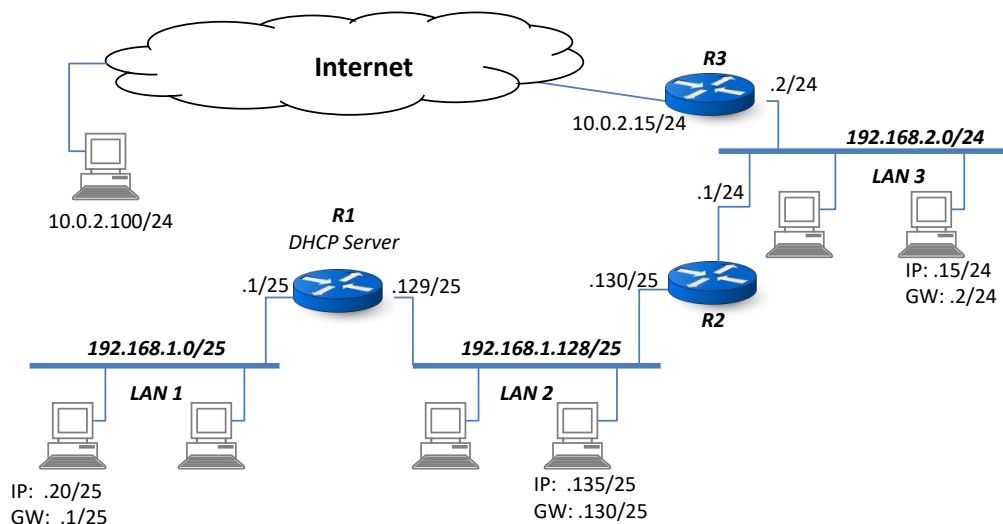 Internet
R3
.2/24
10.0.2.15/24
192.168.2.0/24
LAN 3
.1/24
10.0.2.100/24
R1
DHCP Server
IP: .15/24
GW: .2/24
.1/25
.129/25
.130/25
R2
192.168.1.0/25
192.168.1.128/25
LAN 1
LAN 2
IP: .20/25
GW: .1/25
IP: .135/25
GW: .130/25